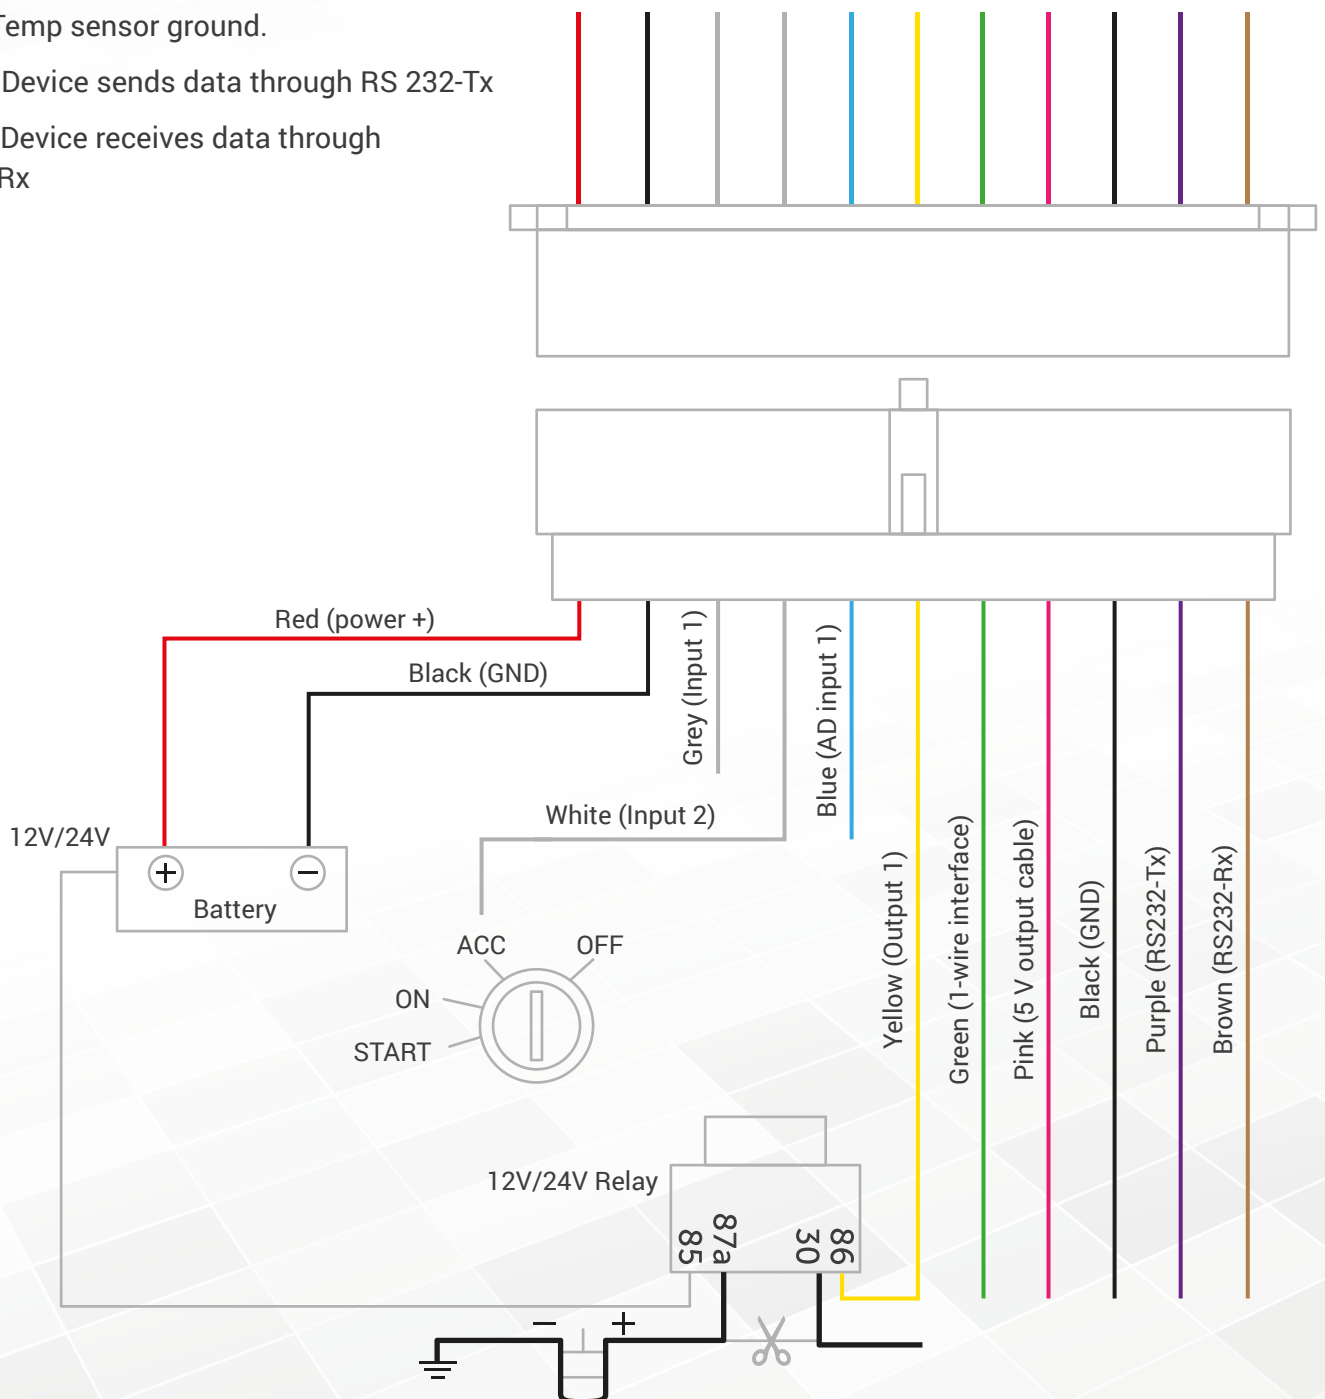 Temp sensor ground.
Device sends data through RS 232-Tx
Device receives data through
Rx
Red (power +)
Black (GND)
Grey (Input 1)
White (Input 2)
Blue (AD input 1)
Yellow (Output 1)
Green (1-wire interface)
Pink (5 V output cable)
Black (GND)
Purple (RS232-Tx)
Brown (RS232-Rx)
12V/24V
+
−
Battery
ACC
OFF
ON
START
12V/24V Relay
85
87a
30
86
−
+